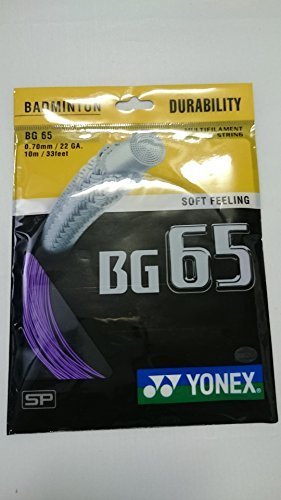 BADMINTON DURABILITY
BG 65
MULTIFILAMENT
STRING
0.70mm / 22 GA.
10m / 33feet
SOFT FEELING
BG 65
YONEX
SP